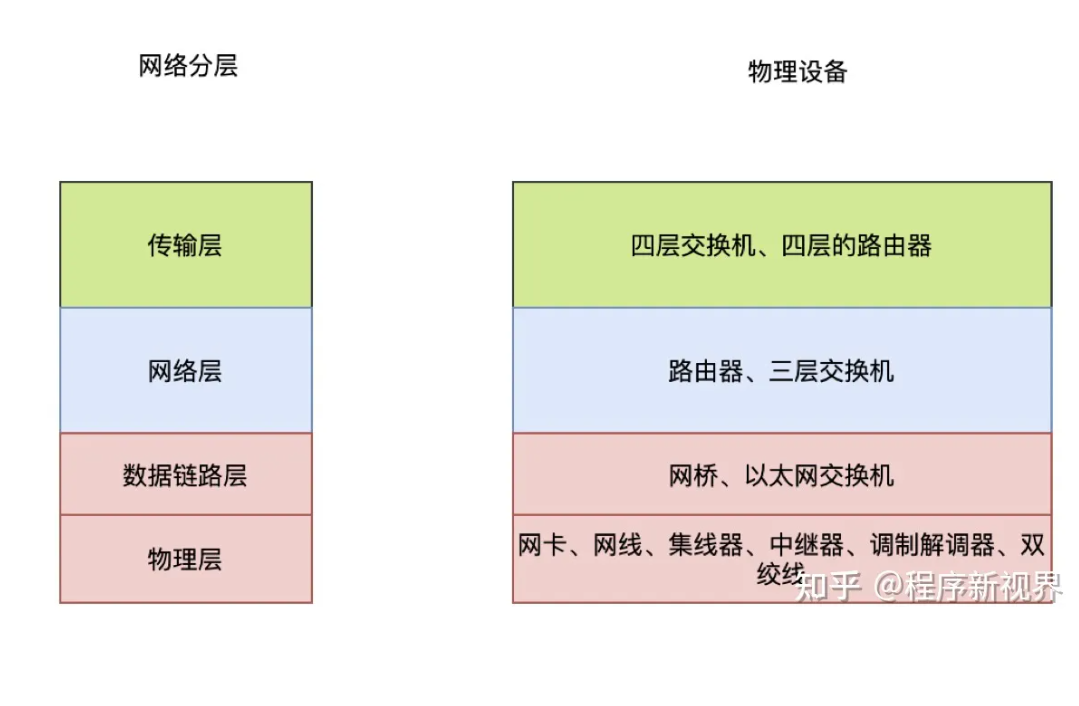 网络分层
物理设备
传输层
四层交换机、四层的路由器
网络层
路由器、三层交换机
数据链路层
网桥、以太网交换机
物理层
网卡、网线、集线器、中继器、调制解调器、双
绞线
知乎 @程序新视界